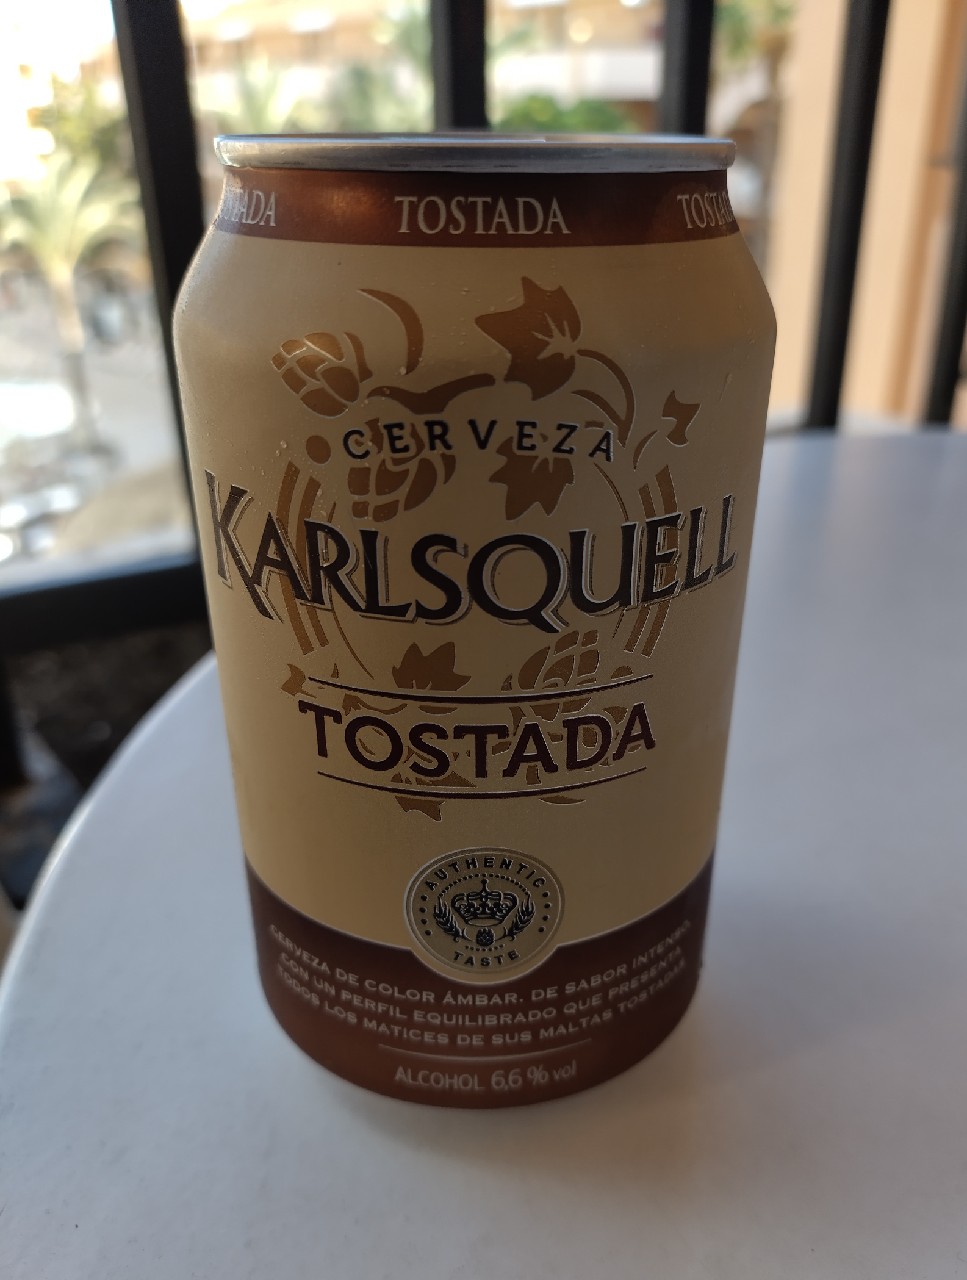 TOSTADA TOSTADA TOSTADA
CERVEZA
KARLSQUELL
TOSTADA
AUTHENTIC
TASTE
CERVEZA DE COLOR ÁMBAR, DE SABOR INTENSO,
CON UN PERFIL EQUILIBRADO QUE PRESENTA
TODOS LOS MATICES DE SUS MALTAS TOSTADAS
ALCOHOL 6,6 % vol